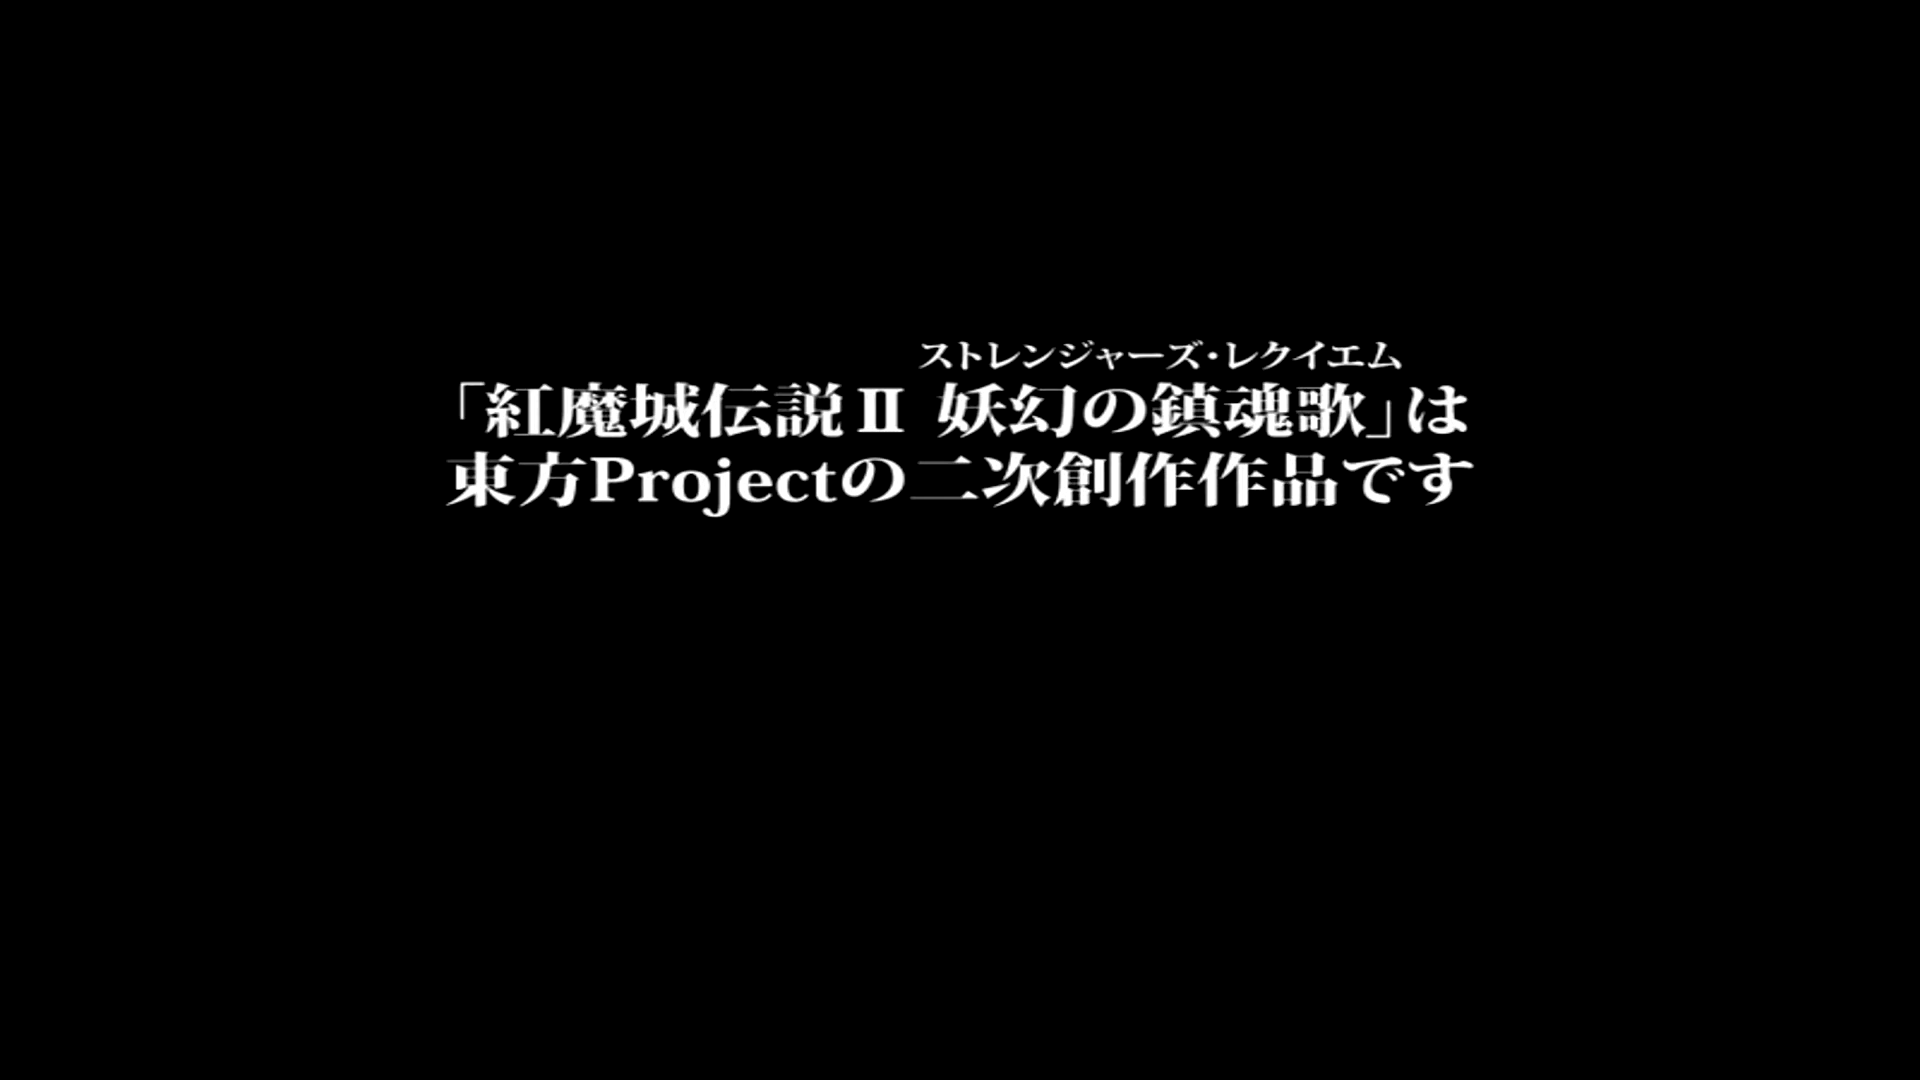 ストレンジャーズ・レクイエム
「紅魔城伝説Ⅱ 妖幻の鎮魂歌」は
東方Projectの二次創作作品です